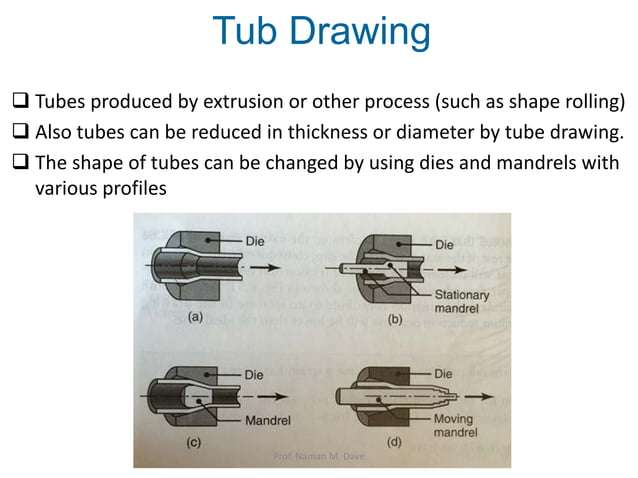 Tub Drawing
❑ Tubes produced by extrusion or other process (such as shape rolling)
❑ Also tubes can be reduced in thickness or diameter by tube drawing.
❑ The shape of tubes can be changed by using dies and mandrels with
various profiles
Die
(a)
Die
Stationary
mandrel
(b)
Die
Mandrel
(c)
Die
Moving
mandrel
(d)
Prof. Naman M. Dave